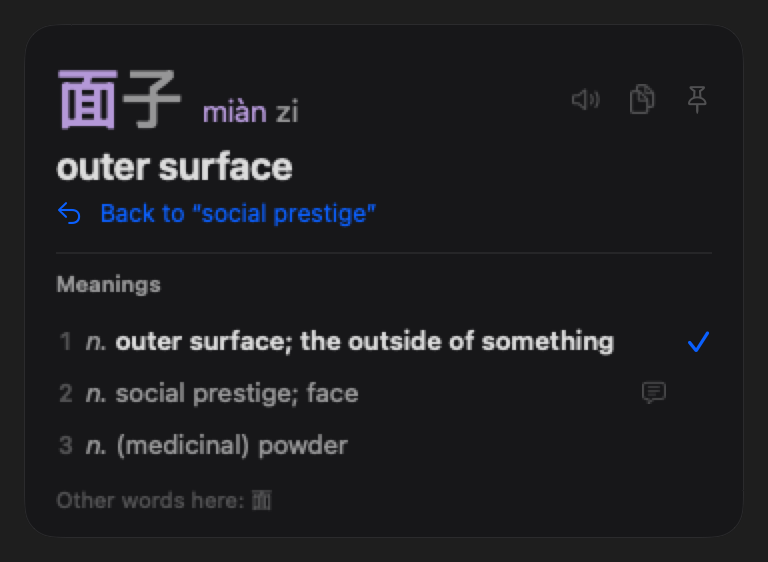 面子 miàn zi
outer surface
Back to "social prestige"
Meanings
1 n. outer surface; the outside of something
2 n. social prestige; face
3 n. (medicinal) powder
Other words here: 面